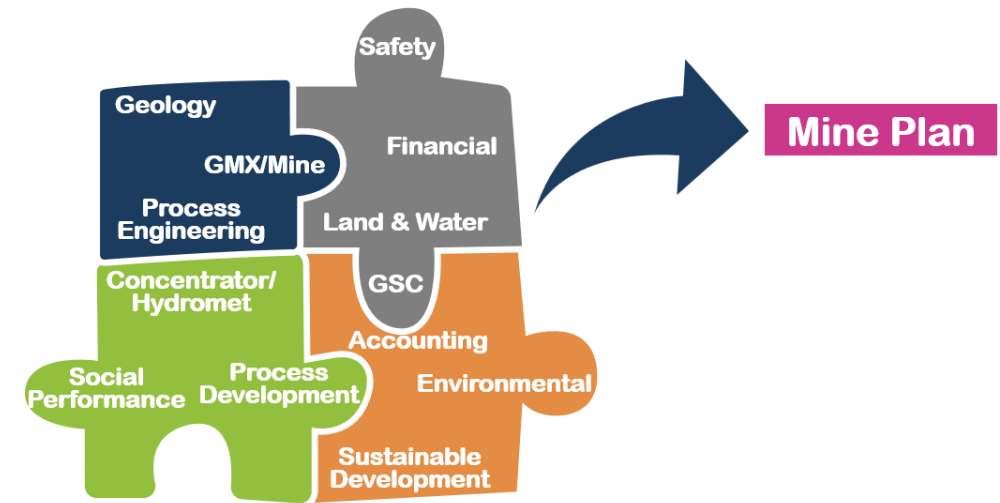 Safety
Geology
Financial
GMX/Mine
Process
Engineering
Land & Water
Concentrator/
Hydromet
GSC
Accounting
Social
Performance
Process
Development
Environmental
Sustainable
Development
Mine Plan